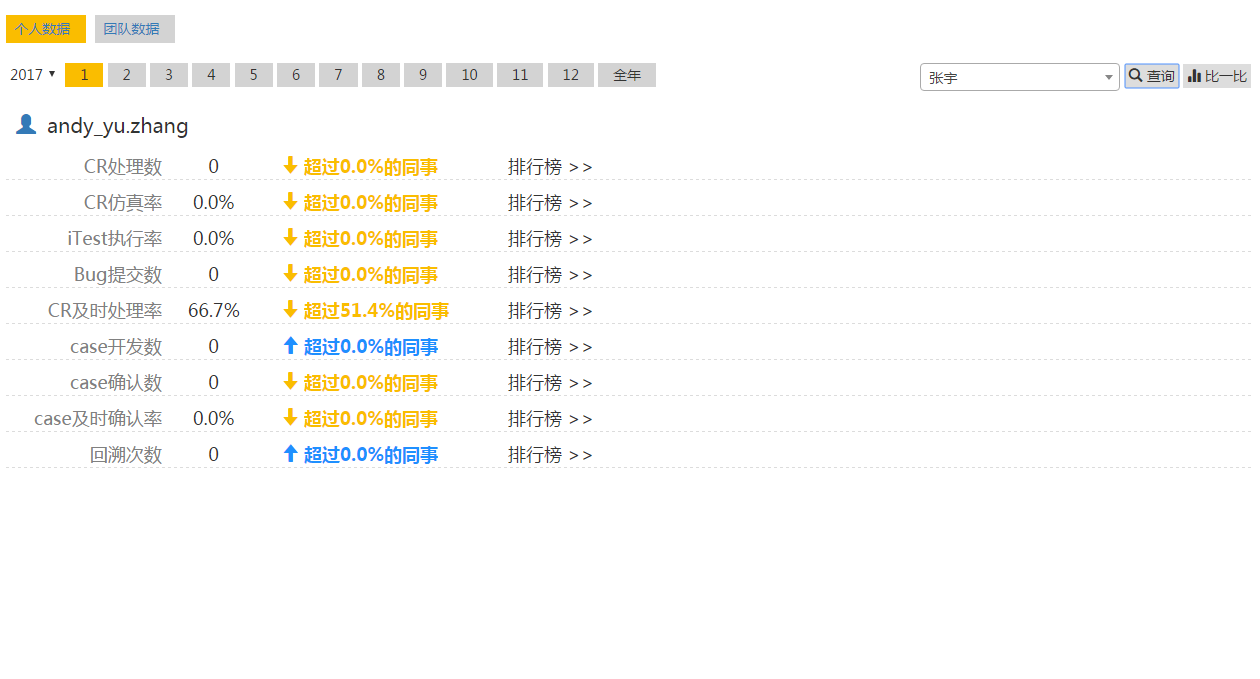 个人数据 团队数据
2017 1 2 3 4 5 6 7 8 9 10 11 12 全年 张宇 查询 比一比
andy_yu.zhang
CR处理数 0 超过0.0%的同事 排行榜 >>
CR仿真率 0.0% 超过0.0%的同事 排行榜 >>
iTest执行率 0.0% 超过0.0%的同事 排行榜 >>
Bug提交数 0 超过0.0%的同事 排行榜 >>
CR及时处理率 66.7% 超过51.4%的同事 排行榜 >>
case开发数 0 超过0.0%的同事 排行榜 >>
case确认数 0 超过0.0%的同事 排行榜 >>
case及时确认率 0.0% 超过0.0%的同事 排行榜 >>
回溯次数 0 超过0.0%的同事 排行榜 >>